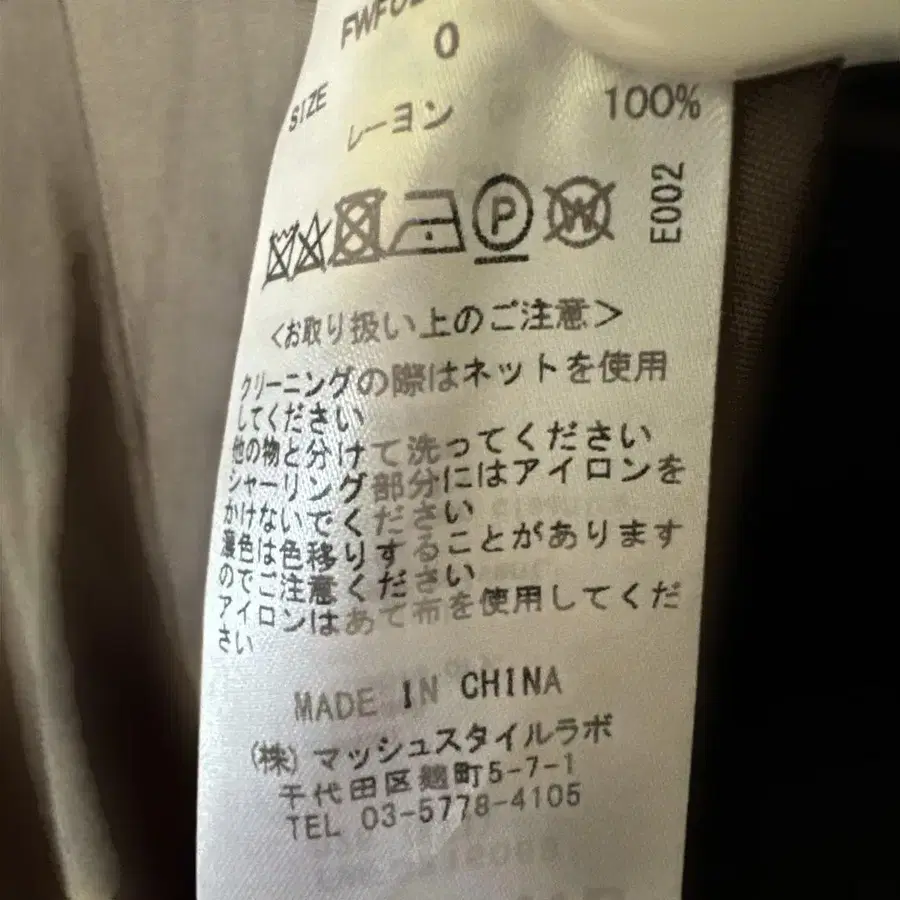 FWFO
0
SIZE
レーヨン 100%
P W
E002
<お取り扱い上のご注意>
クリーニングの際はネットを使用
してください
他の物と分けて洗ってください
シャーリング部分にはアイロンを
かけないでください
濃色は色移りすることがあります
のでご注意ください
アイロンはあて布を使用してくだ
さい
MADE IN CHINA
(株) マッシュスタイルラボ
千代田区麹町5-7-1
TEL 03-5778-4105